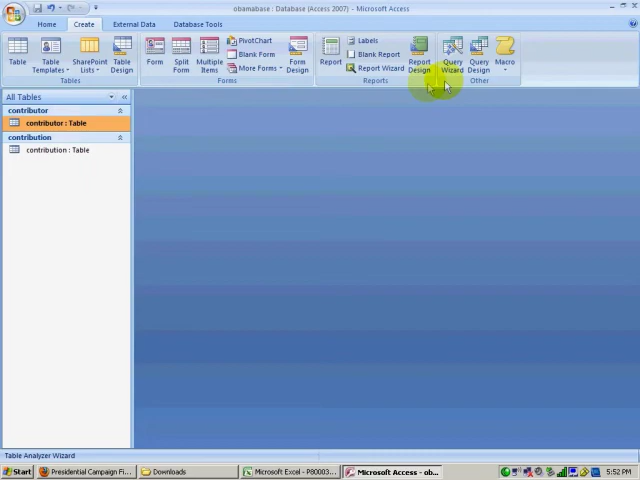 obamabase : Database (Access 2007) - Microsoft Access
Home Create External Data Database Tools
Table
Table Templates
SharePoint Lists
Table Design
Form
Split Form
Multiple Items
PivotChart
Blank Form
More Forms
Form Design
Report
Labels
Blank Report
Report Wizard
Report Design
Query Wizard
Query Design
Macro
Tables Forms Reports Other
All Tables
contributor
contributor : Table
contribution
contribution : Table
Table Analyzer Wizard
Start Presidential Campaign Fi... Downloads Microsoft Excel - P80003... Microsoft Access - ob... 5:52 PM